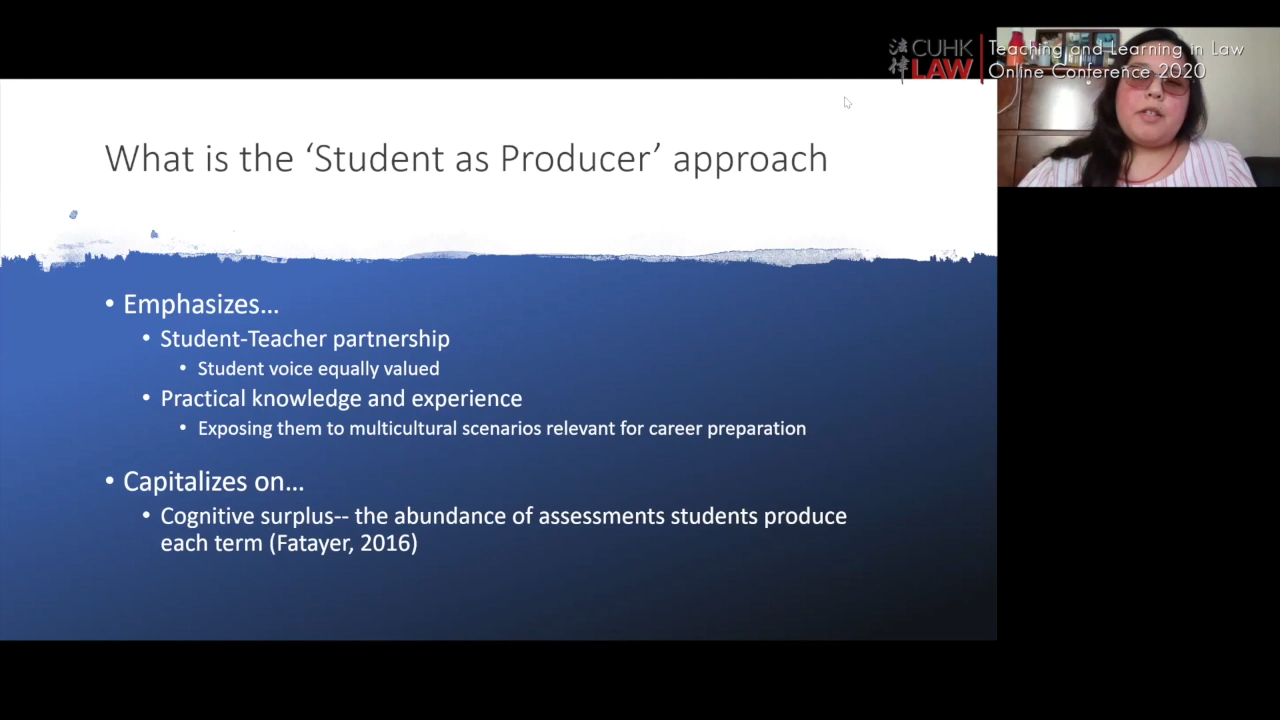 法律 CUHK LAW
Teaching and Learning in Law
Online Conference 2020
What is the ‘Student as Producer’ approach
• Emphasizes…
• Student-Teacher partnership
• Student voice equally valued
• Practical knowledge and experience
• Exposing them to multicultural scenarios relevant for career preparation
• Capitalizes on…
• Cognitive surplus-- the abundance of assessments students produce
each term (Fatayer, 2016)